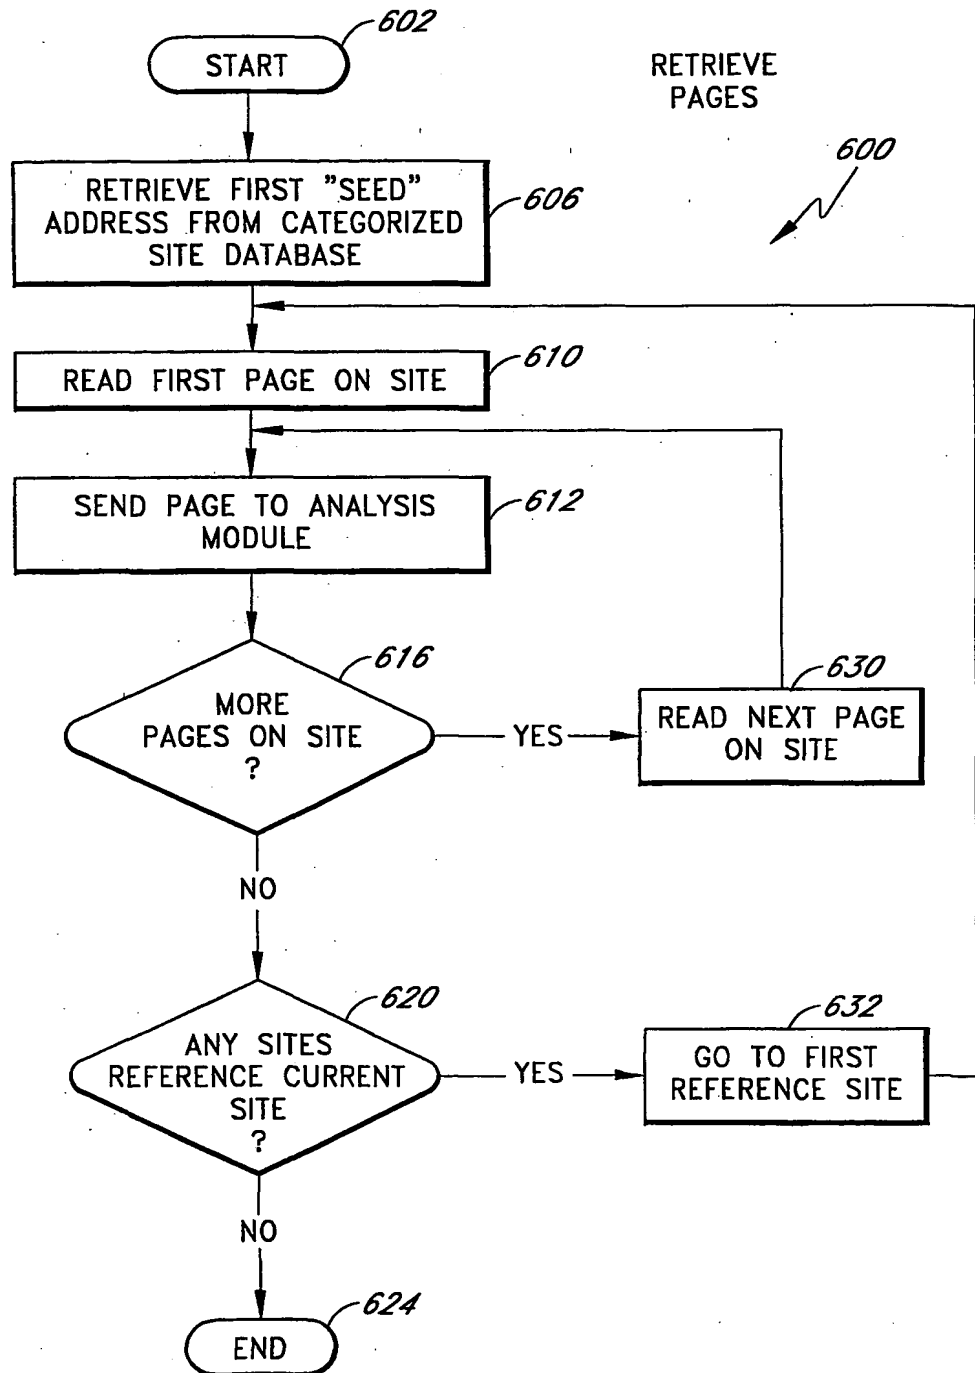 602
START
RETRIEVE
PAGES
600
RETRIEVE FIRST "SEED"
ADDRESS FROM CATEGORIZED
SITE DATABASE
606
READ FIRST PAGE ON SITE
610
SEND PAGE TO ANALYSIS
MODULE
612
MORE
PAGES ON SITE
?
616
YES
READ NEXT PAGE
ON SITE
630
NO
ANY SITES
REFERENCE CURRENT
SITE
?
620
YES
GO TO FIRST
REFERENCE SITE
632
NO
END
624